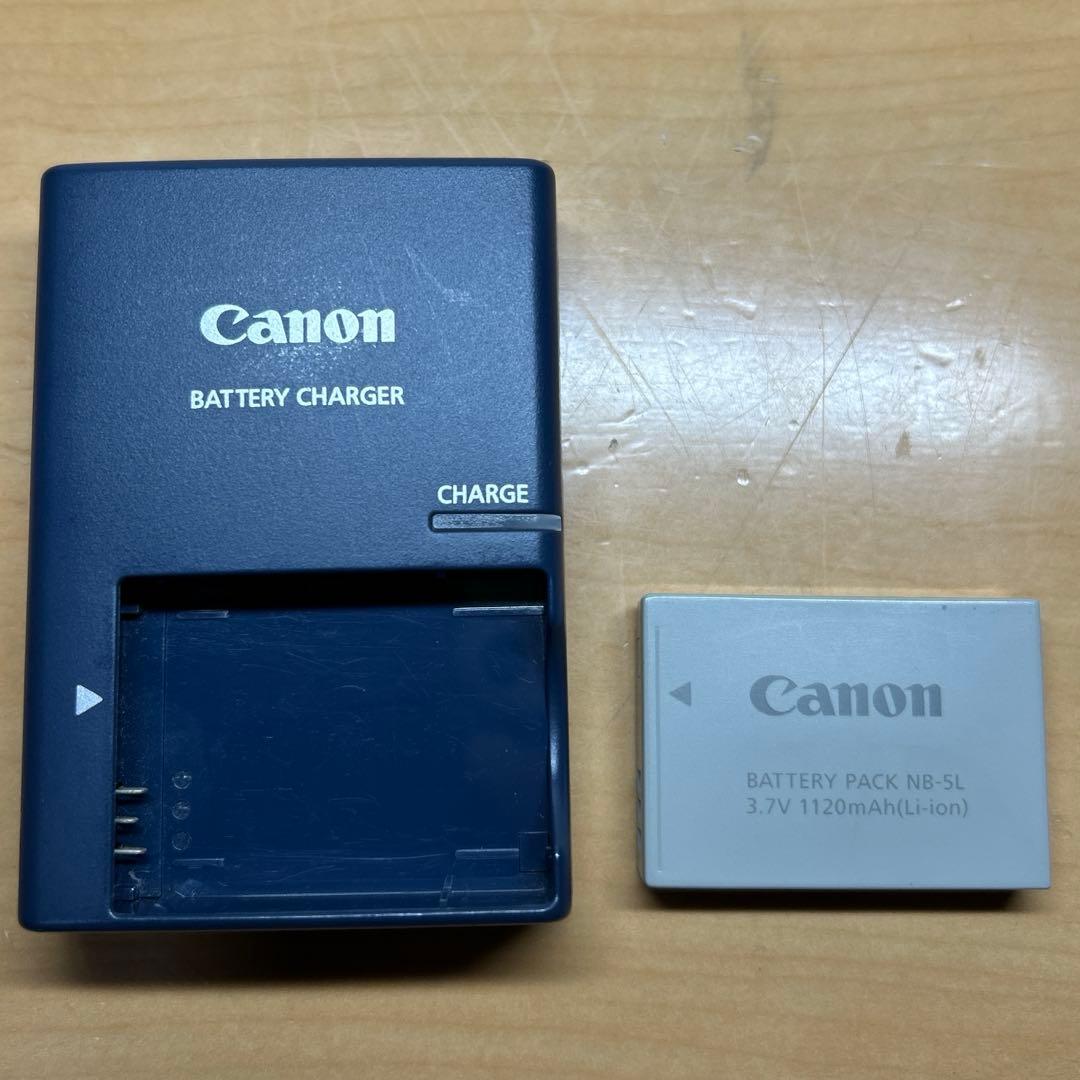 Canon
BATTERY CHARGER
CHARGE
Canon
BATTERY PACK NB-5L
3.7V 1120mAh(Li-ion)